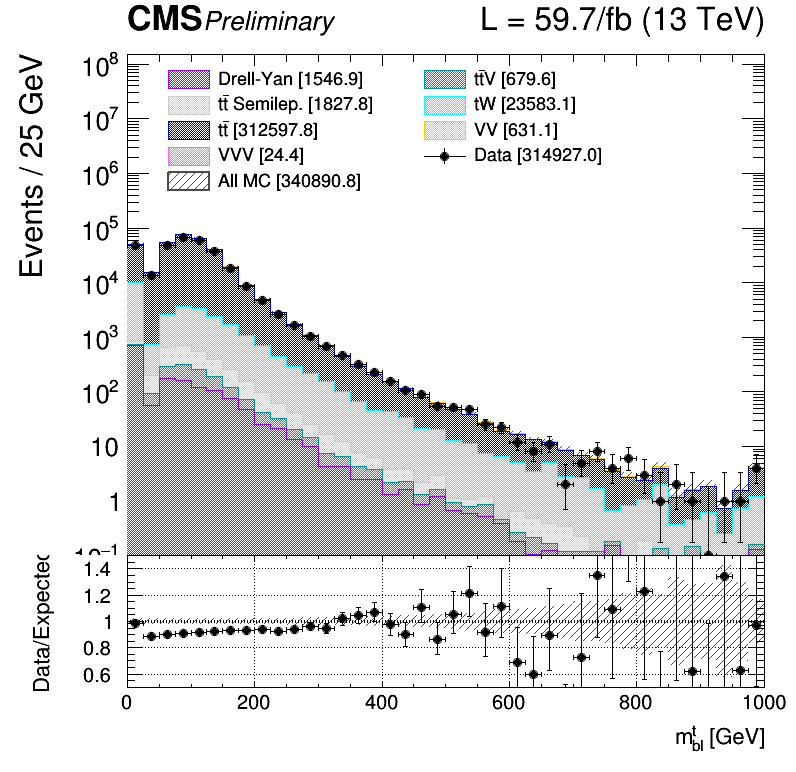 CMS Preliminary L = 59.7/fb (13 TeV)
Events / 25 GeV
10⁸
10⁷
10⁶
10⁵
10⁴
10³
10²
10
1
10⁻¹
Drell-Yan [1546.9]
tt̄ Semilep. [1827.8]
tt̄ [312597.8]
VVV [24.4]
All MC [340890.8]
tt̄V [679.6]
tW [23583.1]
VV [631.1]
Data [314927.0]
Data/Expected
1.4
1.2
1
0.8
0.6
0 200 400 600 800 1000
mᵗbl [GeV]